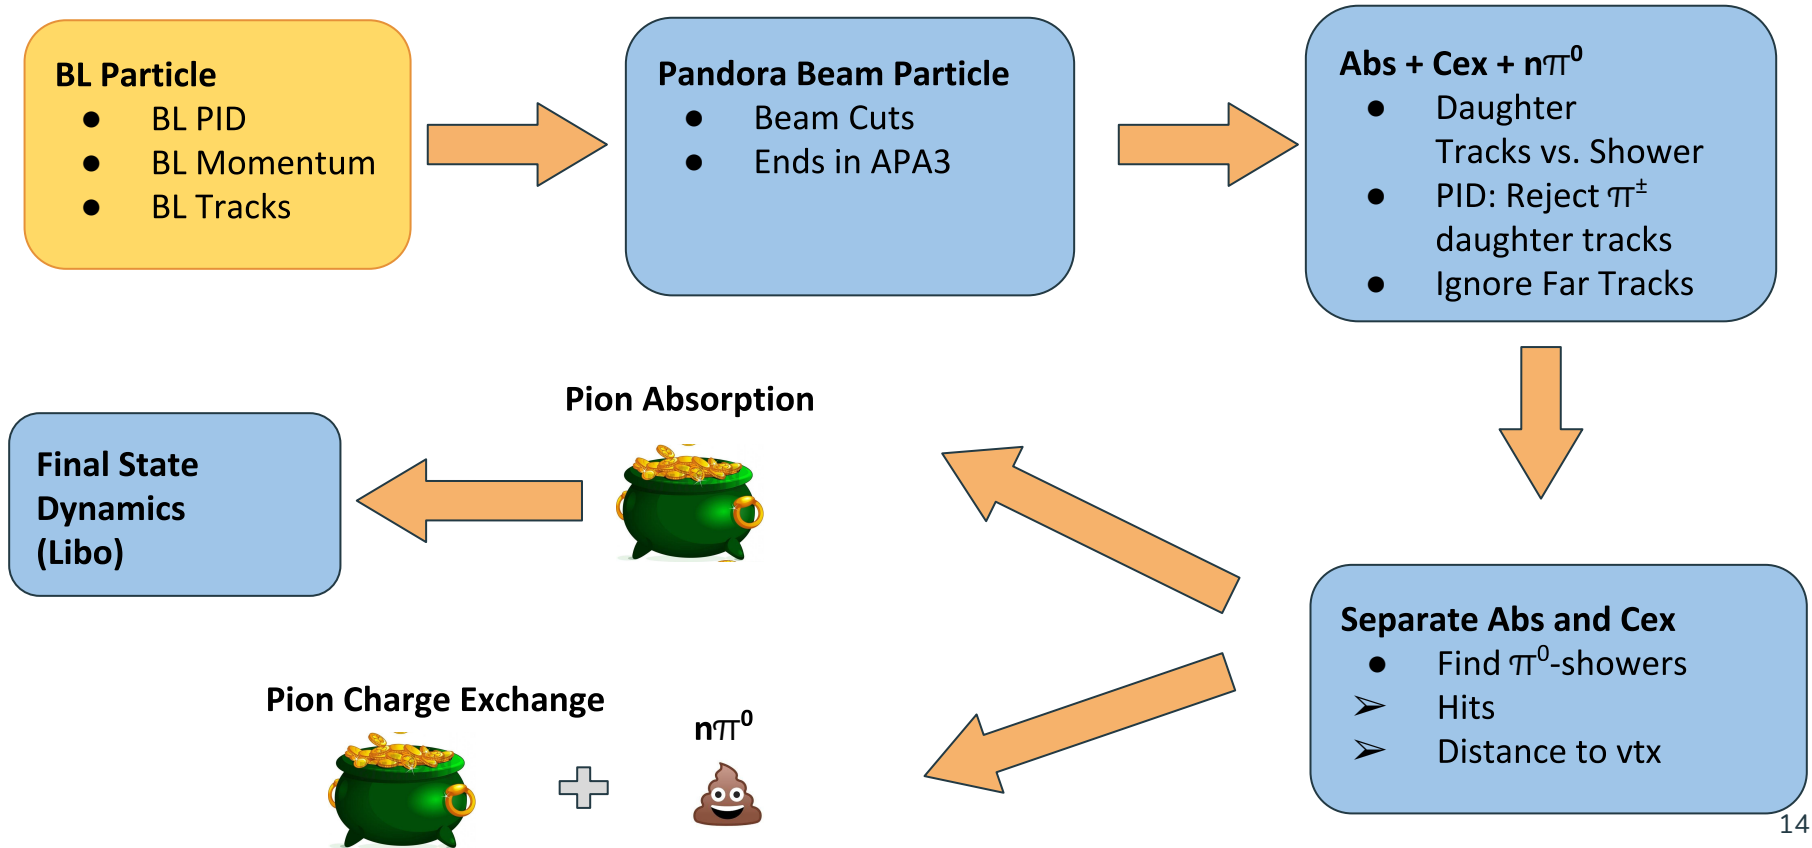 BL Particle
● BL PID
● BL Momentum
● BL Tracks
Pandora Beam Particle
● Beam Cuts
● Ends in APA3
Abs + Cex + nπ⁰
● Daughter
Tracks vs. Shower
● PID: Reject π±
daughter tracks
● Ignore Far Tracks
Separate Abs and Cex
● Find π⁰-showers
➢ Hits
➢ Distance to vtx
Pion Absorption
Final State
Dynamics
(Libo)
Pion Charge Exchange
nπ⁰
14